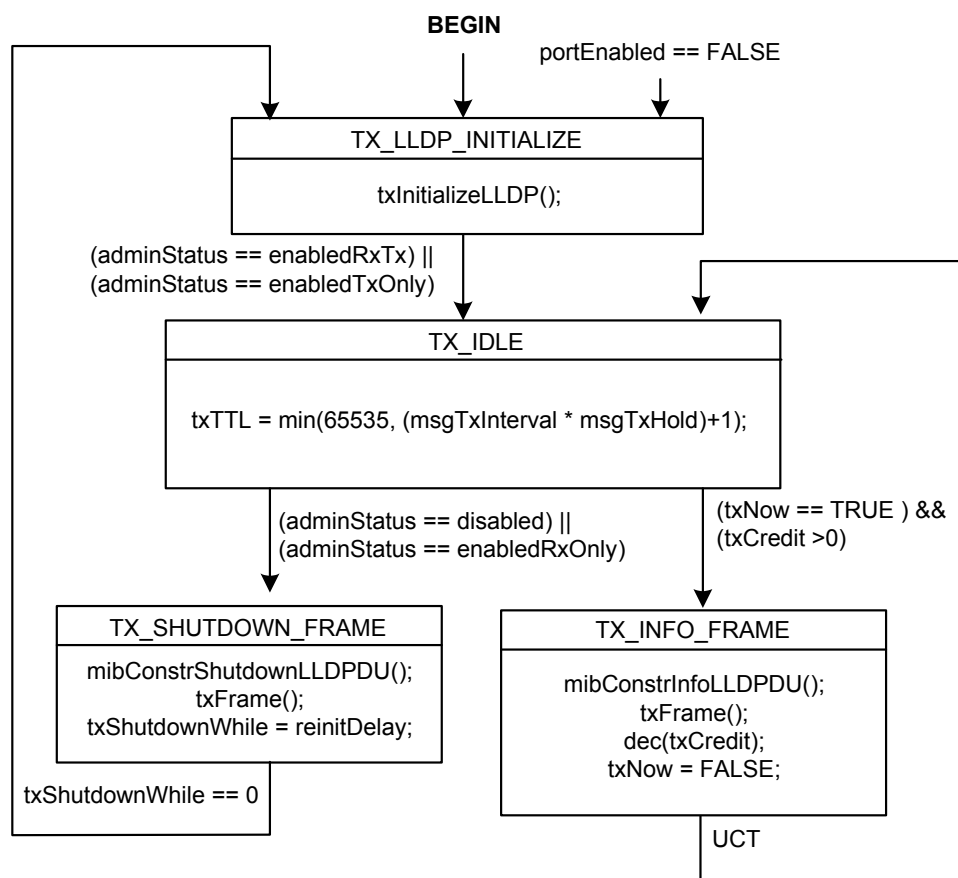 BEGIN
portEnabled == FALSE
TX_LLDP_INITIALIZE
txInitializeLLDP();
(adminStatus == enabledRxTx) ||
(adminStatus == enabledTxOnly)
TX_IDLE
txTTL = min(65535, (msgTxInterval * msgTxHold)+1);
(adminStatus == disabled) ||
(adminStatus == enabledRxOnly)
(txNow == TRUE ) &&
(txCredit >0)
TX_SHUTDOWN_FRAME
mibConstrShutdownLLDPDU();
txFrame();
txShutdownWhile = reinitDelay;
txShutdownWhile == 0
TX_INFO_FRAME
mibConstrInfoLLDPDU();
txFrame();
dec(txCredit);
txNow = FALSE;
UCT